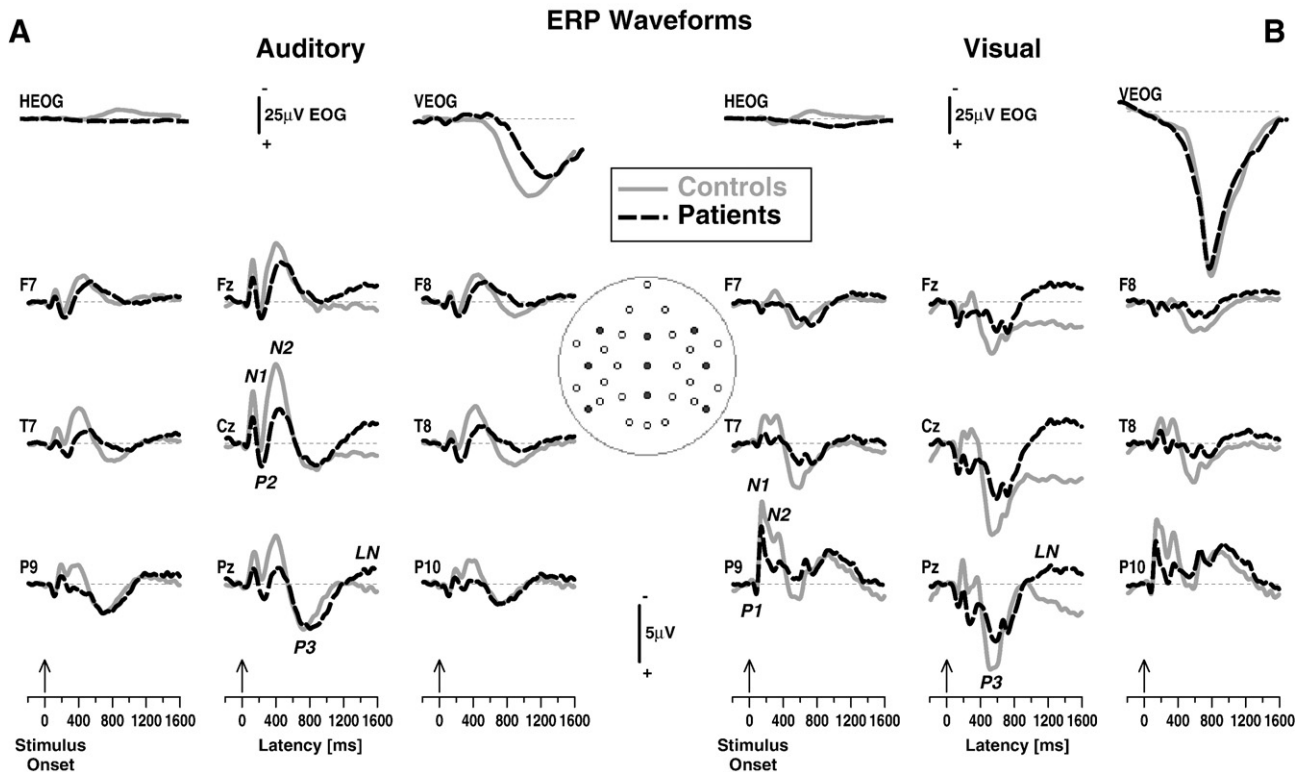 ERP Waveforms
A
Auditory
Visual
B
HEOG
-
25µV EOG
+
VEOG
HEOG
-
25µV EOG
+
VEOG
Controls
Patients
F7
Fz
F8
F7
Fz
F8
N2
N1
T7
Cz
T8
T7
Cz
T8
P2
N1
N2
P9
Pz
LN
P10
P9
Pz
LN
P10
P1
P3
-
5µV
+
P3
0 400 800 1200 1600
0 400 800 1200 1600
0 400 800 1200 1600
0 400 800 1200 1600
0 400 800 1200 1600
0 400 800 1200 1600
Stimulus
Onset
Latency [ms]
Stimulus
Onset
Latency [ms]